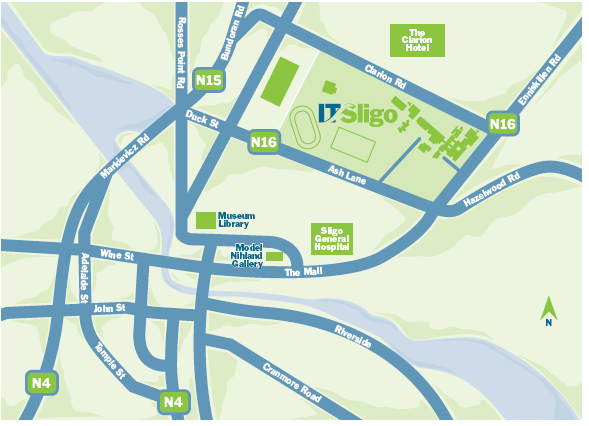 Rosses Point Rd
Bundoran Rd
The
Clarion
Hotel
Clarion Rd
Enniskillen Rd
N15
IT Sligo
Duck St
N16
N16
Markievicz Rd
Ash Lane
Hazelwood Rd
Museum
Library
Sligo
General
Hospital
Model
Nihland
Gallery
Wine St
The Mall
Adelaide St
John St
N
Riverside
Temple St
Cranmore Road
N4
N4